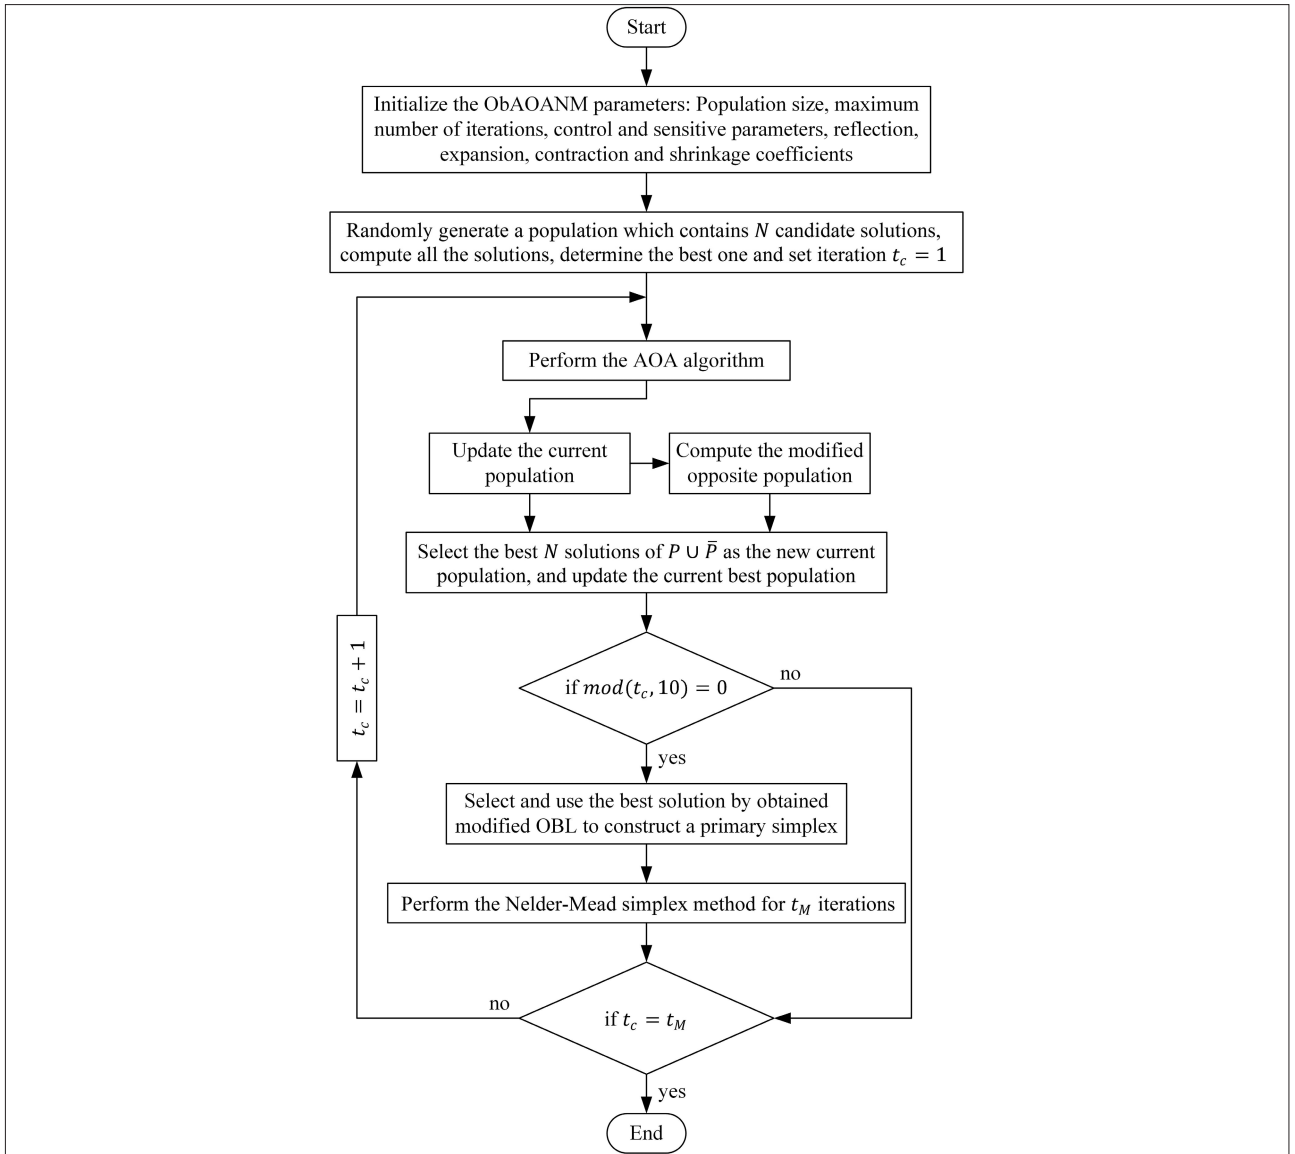 Start
Initialize the ObAOANM parameters: Population size, maximum
number of iterations, control and sensitive parameters, reflection,
expansion, contraction and shrinkage coefficients
Randomly generate a population which contains N candidate solutions,
compute all the solutions, determine the best one and set iteration t_c = 1
Perform the AOA algorithm
Update the current
population
Compute the modified
opposite population
Select the best N solutions of P ∪ P̄ as the new current
population, and update the current best population
t_c = t_c + 1
if mod(t_c, 10) = 0
no
yes
Select and use the best solution by obtained
modified OBL to construct a primary simplex
Perform the Nelder-Mead simplex method for t_M iterations
no
if t_c = t_M
yes
End